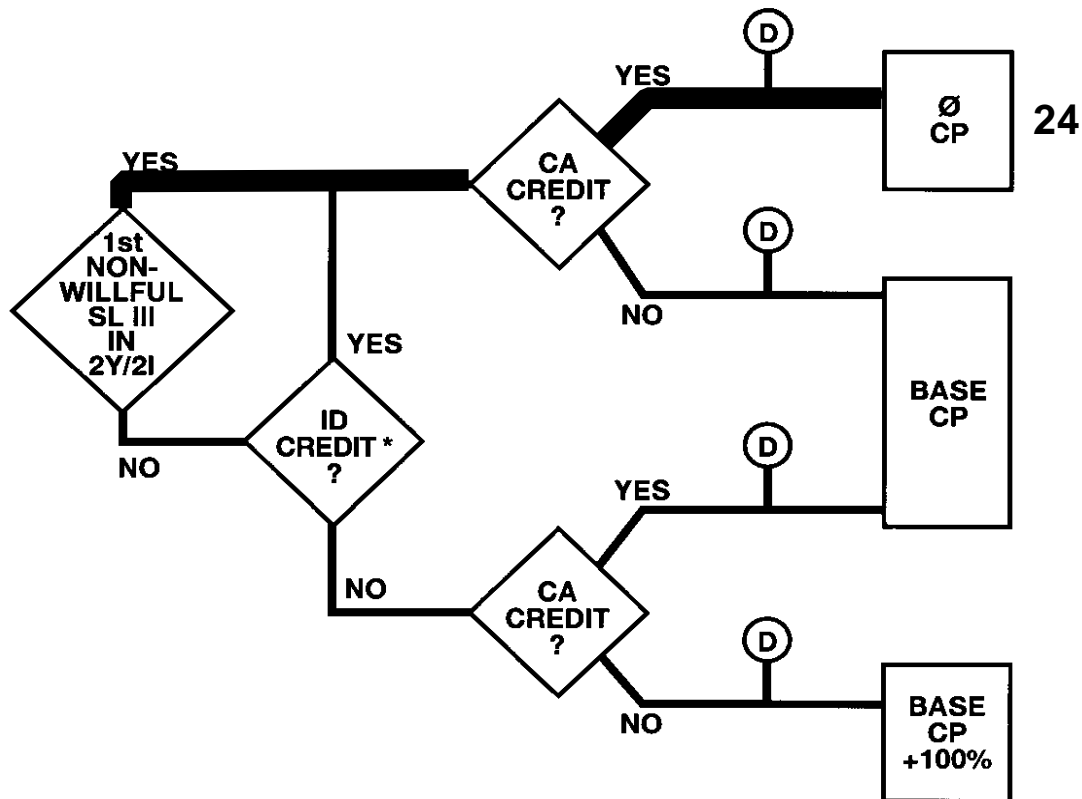 YES
1st
NON-
WILLFUL
SL III
IN
2Y/2I
NO
YES
ID
CREDIT *
?
NO
CA
CREDIT
?
YES
D
Ø
CP
24
NO
D
BASE
CP
CA
CREDIT
?
YES
D
NO
D
BASE
CP
+100%